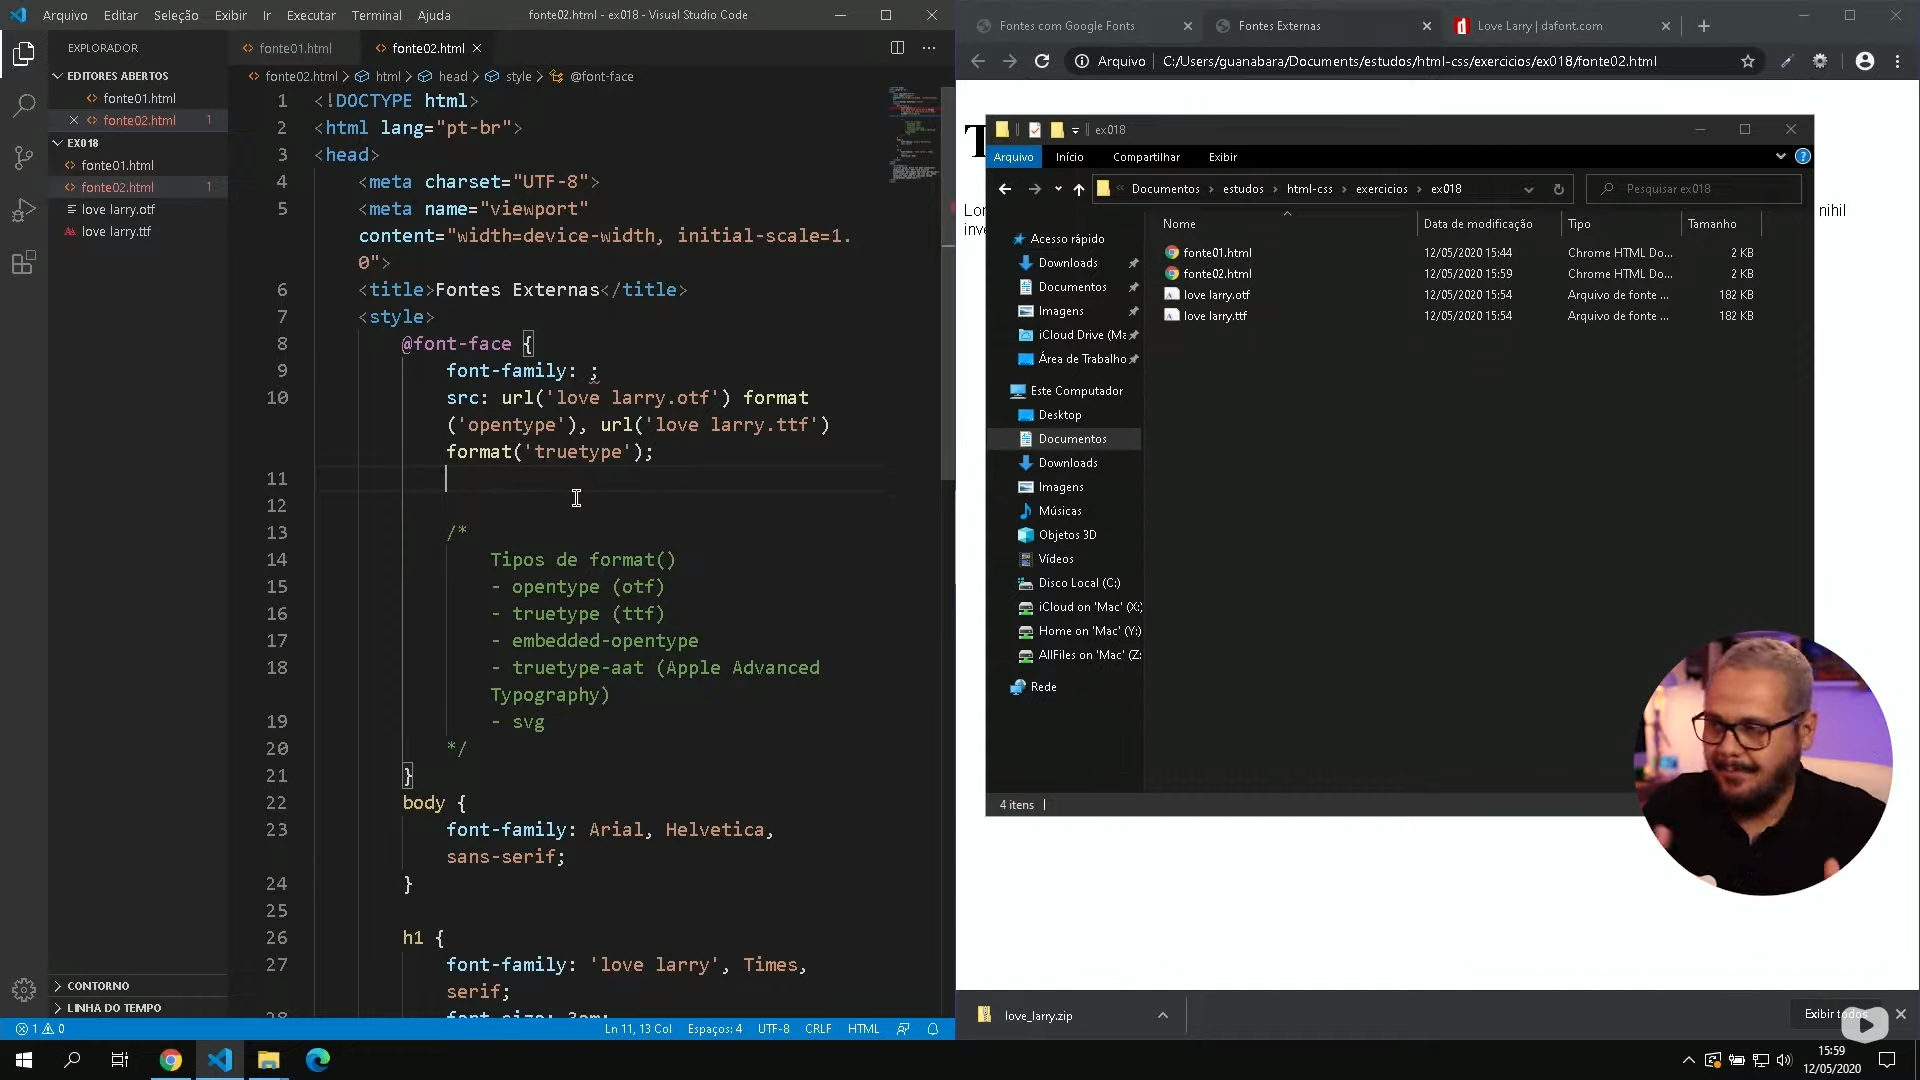 Arquivo Editar Seleção Exibir Ir Executar Terminal Ajuda
fonte02.html - ex018 - Visual Studio Code
EXPLORADOR
EDITORES ABERTOS
fonte01.html
fonte02.html 1
EX018
fonte01.html
fonte02.html 1
love larry.otf
love larry.ttf
CONTORNO
LINHA DO TEMPO
fonte01.html
fonte02.html
fonte02.html > html > head > style > @font-face
1 <!DOCTYPE html>
2 <html lang="pt-br">
3 <head>
4 <meta charset="UTF-8">
5 <meta name="viewport"
content="width=device-width, initial-scale=1.
0">
6 <title>Fontes Externas</title>
7 <style>
8 @font-face {
9 font-family: ;
10 src: url('love larry.otf') format
('opentype'), url('love larry.ttf')
format('truetype');
11
12
13 /*
14 Tipos de format()
15 - opentype (otf)
16 - truetype (ttf)
17 - embedded-opentype
18 - truetype-aat (Apple Advanced
Typography)
19 - svg
20 */
21 }
22 body {
23 font-family: Arial, Helvetica,
sans-serif;
24 }
25
26 h1 {
27 font-family: 'love larry', Times,
serif;
28 font-size: 3em;
1 0
Ln 11, 13 Col Espaços: 4 UTF-8 CRLF HTML
Fontes com Google Fonts
Fontes Externas
Love Larry | dafont.com
Arquivo C:/Users/guanabara/Documents/estudos/html-css/exercicios/ex018/fonte02.html
T
Lor
inve
nihil
ex018
Arquivo Início Compartilhar Exibir
Documentos > estudos > html-css > exercicios > ex018
Pesquisar ex018
Acesso rápido
Downloads
Documentos
Imagens
iCloud Drive (Ma
Área de Trabalho
Este Computador
Desktop
Documentos
Downloads
Imagens
Músicas
Objetos 3D
Vídeos
Disco Local (C:)
iCloud on 'Mac' (X:)
Home on 'Mac' (Y:)
AllFiles on 'Mac' (Z:
Rede
Nome Data de modificação Tipo Tamanho
fonte01.html 12/05/2020 15:44 Chrome HTML Do... 2 KB
fonte02.html 12/05/2020 15:59 Chrome HTML Do... 2 KB
love larry.otf 12/05/2020 15:54 Arquivo de fonte ... 182 KB
love larry.ttf 12/05/2020 15:54 Arquivo de fonte ... 182 KB
4 itens
love_larry.zip
Exibir todos
15:59
12/05/2020